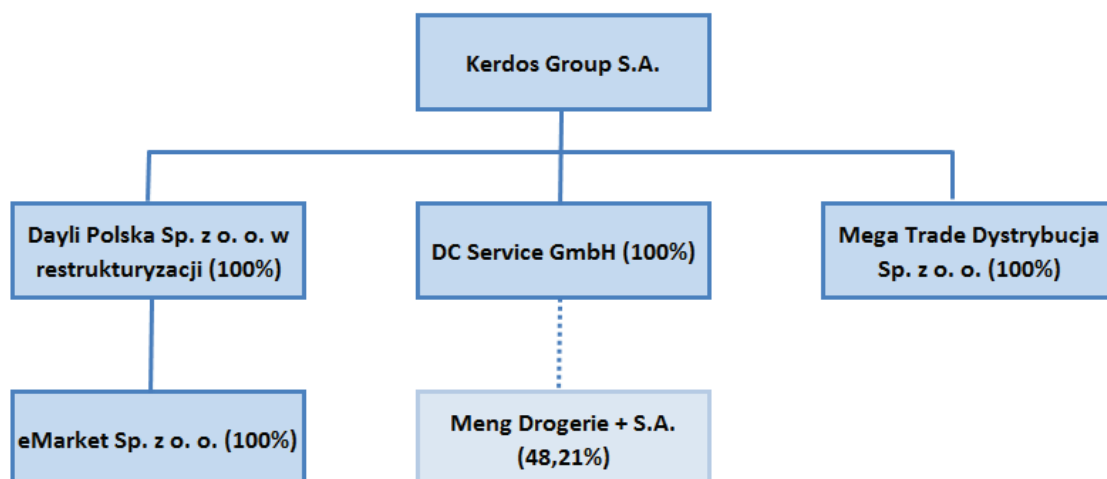 Kerdos Group S.A.
Dayli Polska Sp. z o. o. w
restrukturyzacji (100%)
DC Service GmbH (100%)
Mega Trade Dystrybucja
Sp. z o. o. (100%)
eMarket Sp. z o. o. (100%)
Meng Drogerie + S.A.
(48,21%)